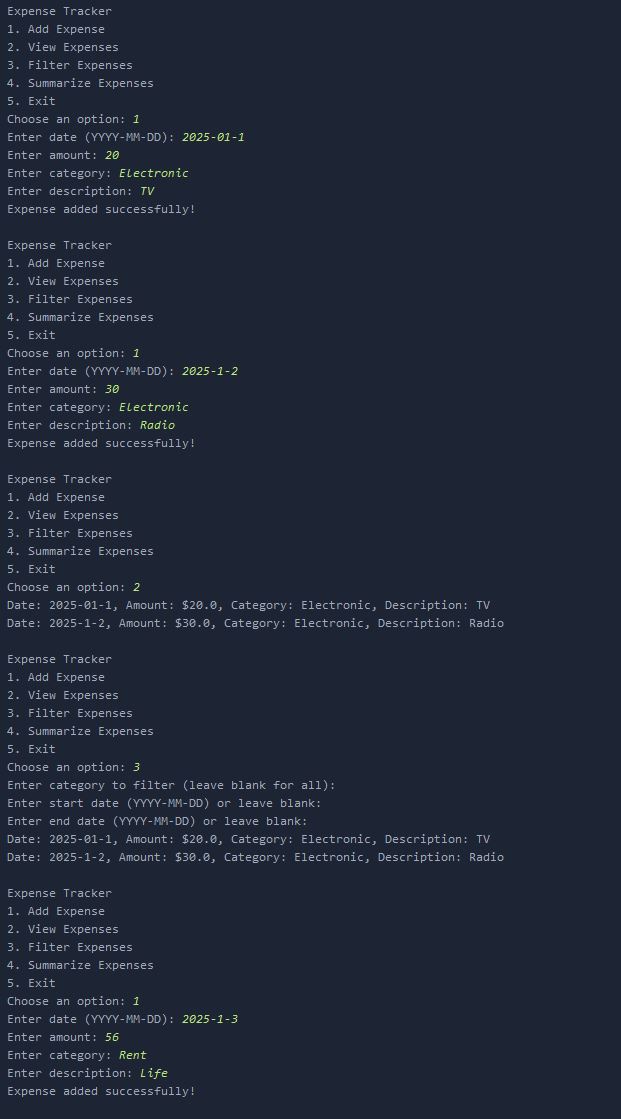 Expense Tracker
1. Add Expense
2. View Expenses
3. Filter Expenses
4. Summarize Expenses
5. Exit
Choose an option: 1
Enter date (YYYY-MM-DD): 2025-01-1
Enter amount: 20
Enter category: Electronic
Enter description: TV
Expense added successfully!

Expense Tracker
1. Add Expense
2. View Expenses
3. Filter Expenses
4. Summarize Expenses
5. Exit
Choose an option: 1
Enter date (YYYY-MM-DD): 2025-1-2
Enter amount: 30
Enter category: Electronic
Enter description: Radio
Expense added successfully!

Expense Tracker
1. Add Expense
2. View Expenses
3. Filter Expenses
4. Summarize Expenses
5. Exit
Choose an option: 2
Date: 2025-01-1, Amount: $20.0, Category: Electronic, Description: TV
Date: 2025-1-2, Amount: $30.0, Category: Electronic, Description: Radio

Expense Tracker
1. Add Expense
2. View Expenses
3. Filter Expenses
4. Summarize Expenses
5. Exit
Choose an option: 3
Enter category to filter (leave blank for all):
Enter start date (YYYY-MM-DD) or leave blank:
Enter end date (YYYY-MM-DD) or leave blank:
Date: 2025-01-1, Amount: $20.0, Category: Electronic, Description: TV
Date: 2025-1-2, Amount: $30.0, Category: Electronic, Description: Radio

Expense Tracker
1. Add Expense
2. View Expenses
3. Filter Expenses
4. Summarize Expenses
5. Exit
Choose an option: 1
Enter date (YYYY-MM-DD): 2025-1-3
Enter amount: 56
Enter category: Rent
Enter description: Life
Expense added successfully!